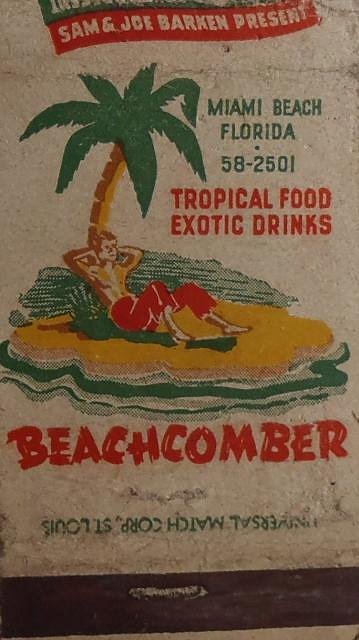 SAM & JOE BARKEN PRESENT
MIAMI BEACH
FLORIDA
58-2501
TROPICAL FOOD
EXOTIC DRINKS
BEACHCOMBER
UNIVERSAL MATCH CORP., ST. LOUIS